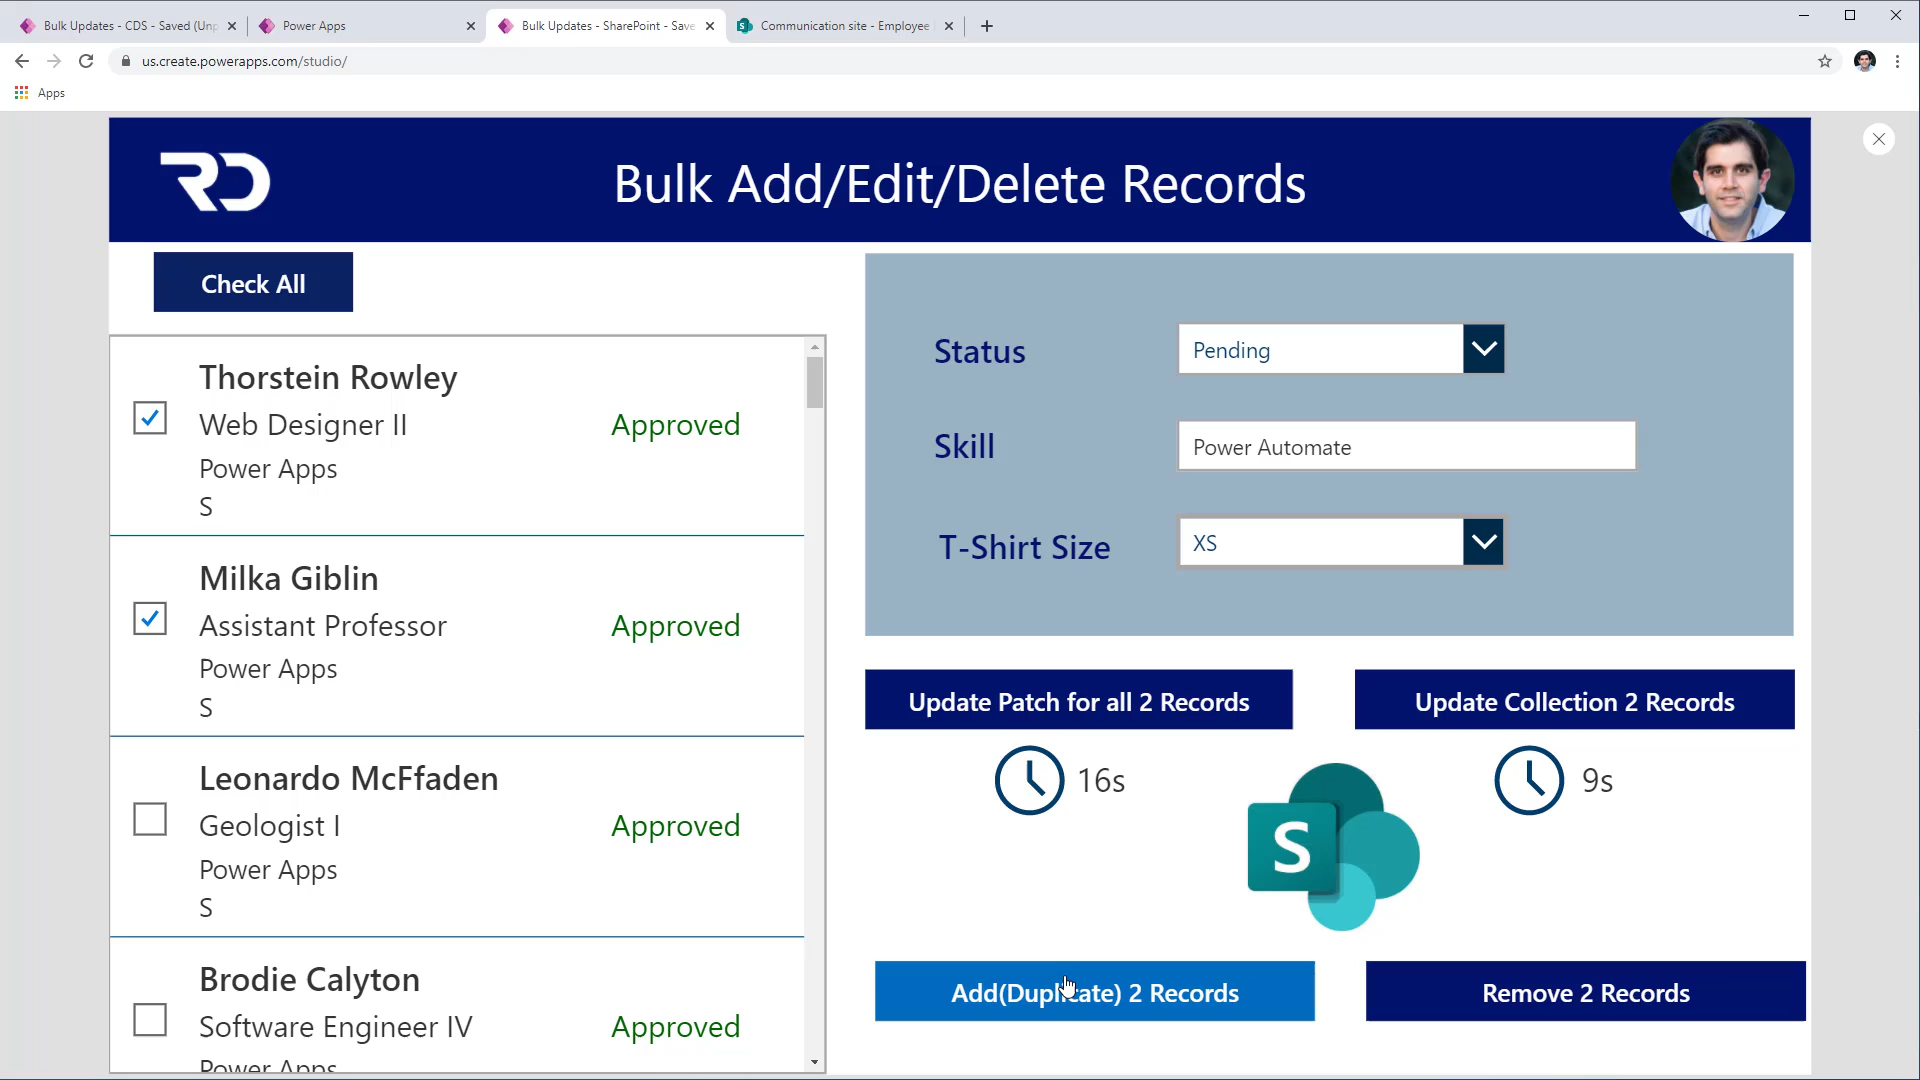 Bulk Updates - CDS - Saved (Unp
Power Apps
Bulk Updates - SharePoint - Save
Communication site - Employee
us.create.powerapps.com/studio/
Apps
RD
Bulk Add/Edit/Delete Records
Check All
Thorstein Rowley
Web Designer II
Approved
Power Apps
S
Milka Giblin
Assistant Professor
Approved
Power Apps
S
Leonardo McFfaden
Geologist I
Approved
Power Apps
S
Brodie Calyton
Software Engineer IV
Approved
Power Apps
Status
Pending
Skill
Power Automate
T-Shirt Size
XS
Update Patch for all 2 Records
Update Collection 2 Records
16s
9s
S
Add(Duplicate) 2 Records
Remove 2 Records